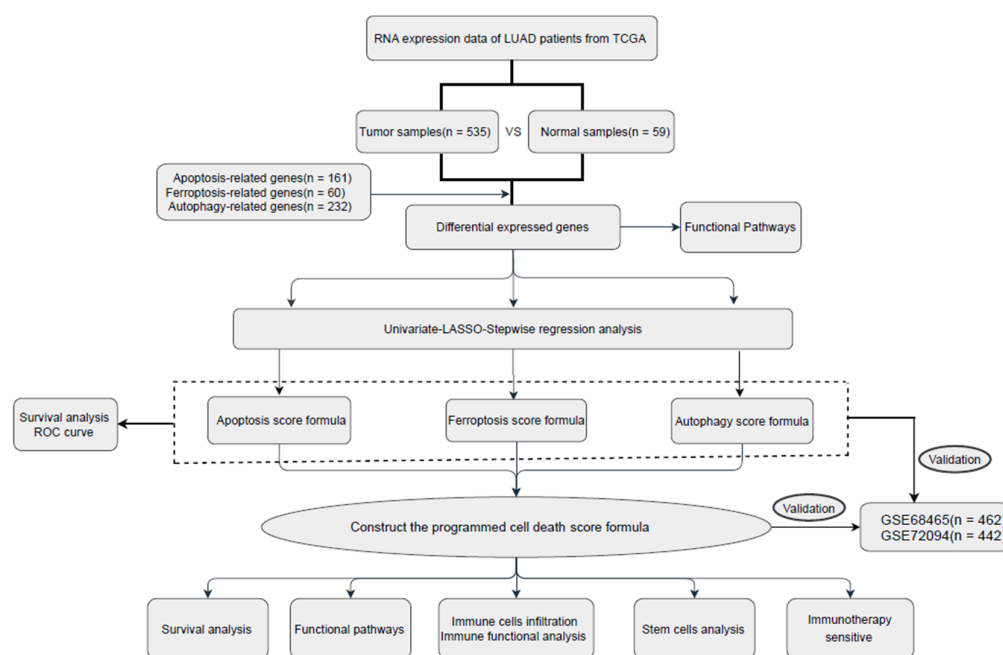 RNA expression data of LUAD patients from TCGA
Tumor samples(n = 535)
VS
Normal samples(n = 59)
Apoptosis-related genes(n = 161)
Ferroptosis-related genes(n = 60)
Autophagy-related genes(n = 232)
Differential expressed genes
Functional Pathways
Univariate-LASSO-Stepwise regression analysis
Survival analysis
ROC curve
Apoptosis score formula
Ferroptosis score formula
Autophagy score formula
Validation
Construct the programmed cell death score formula
Validation
GSE68465(n = 462)
GSE72094(n = 442)
Survival analysis
Functional pathways
Immune cells infiltration
Immune functional analysis
Stem cells analysis
Immunotherapy
sensitive